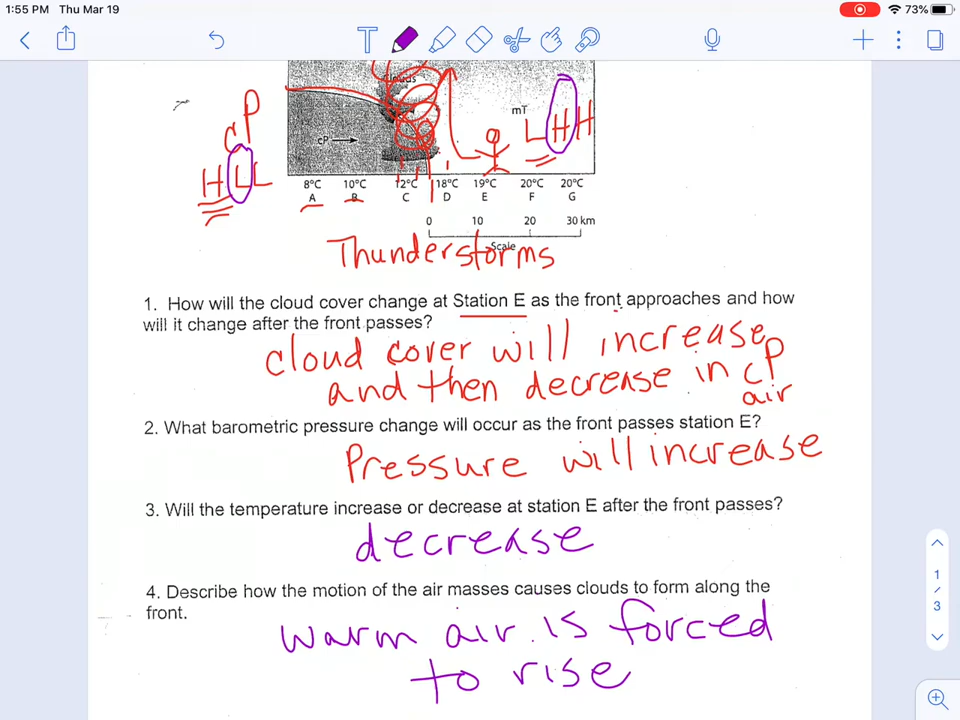 1:55 PM Thu Mar 19
73%
T
clouds
cP
cP
mT
HLL
LHH
8°C 10°C 12°C 18°C 19°C 20°C 20°C
A B C D E F G
0 10 20 30 km
Scale
Thunderstorms
1. How will the cloud cover change at Station E as the front approaches and how
will it change after the front passes?
cloud cover will increase
and then decrease in cP
air
2. What barometric pressure change will occur as the front passes station E?
Pressure will increase
3. Will the temperature increase or decrease at station E after the front passes?
decrease
4. Describe how the motion of the air masses causes clouds to form along the
front.
warm air is forced
to rise
1
/
3